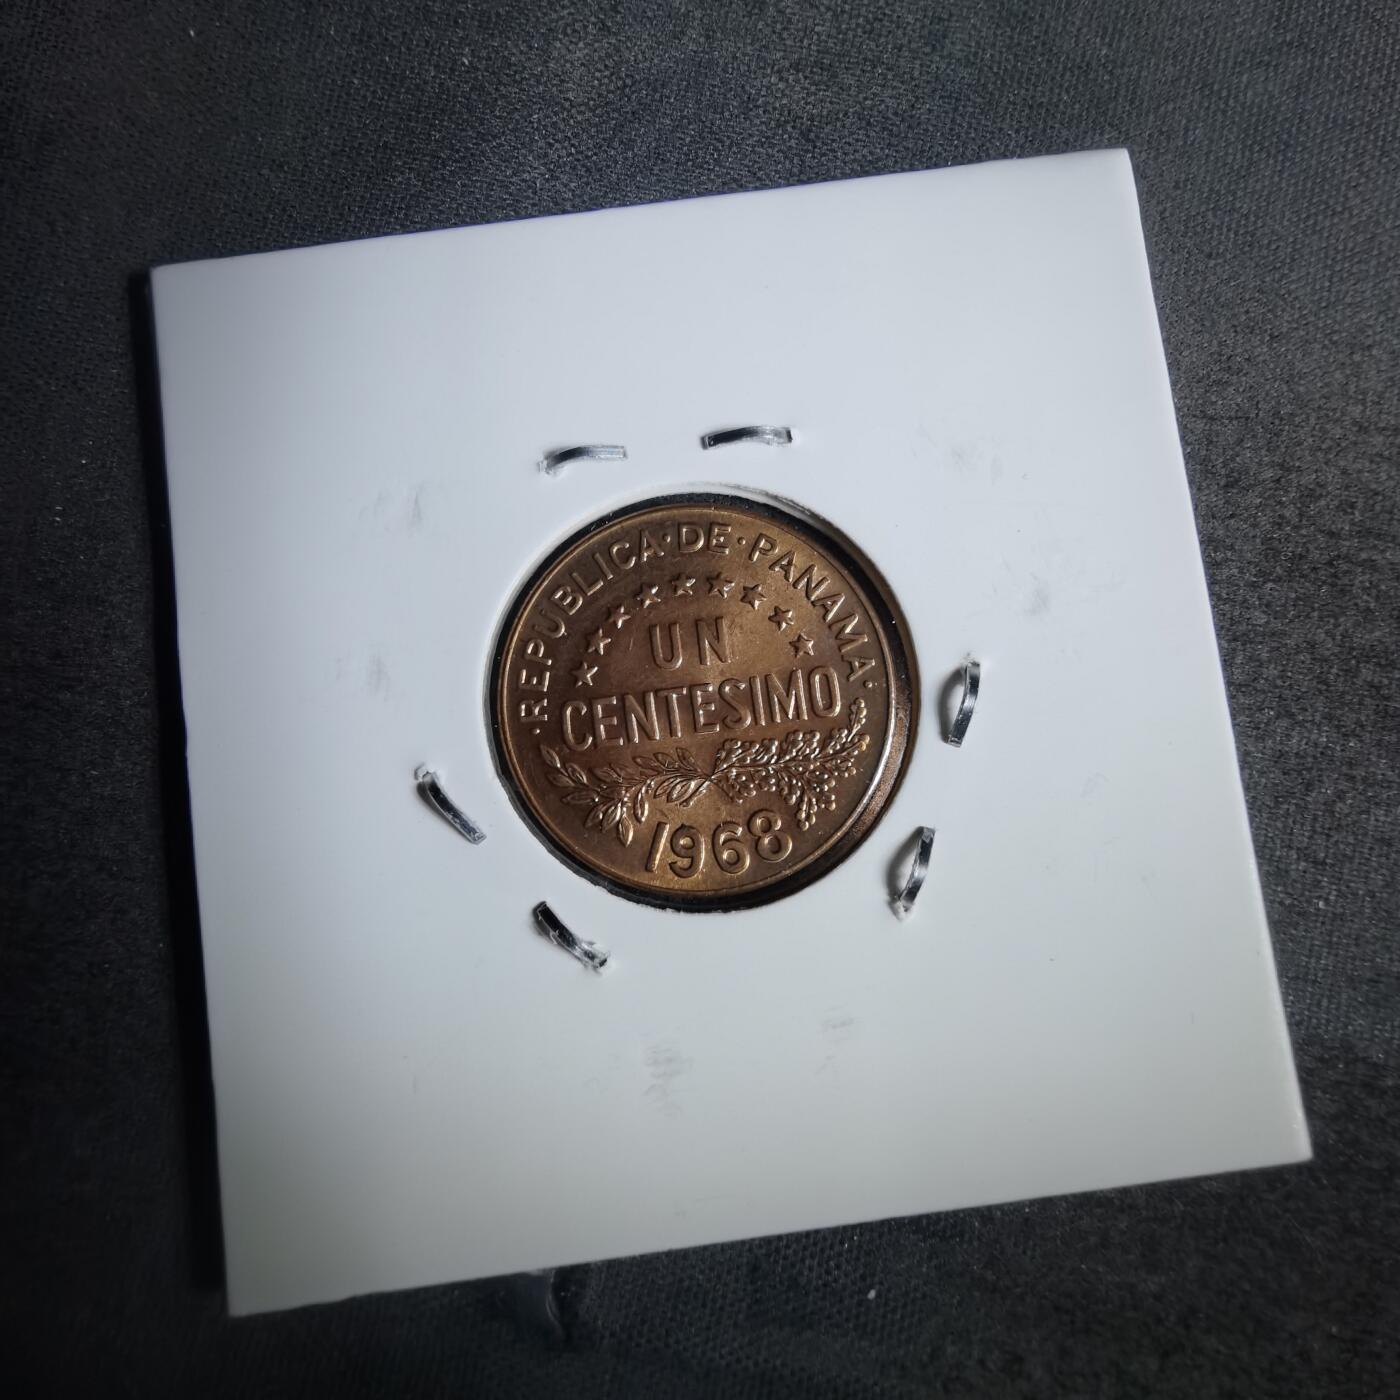 ·REPUBLICA·DE·PANAMA·
UN
CENTESIMO
1968